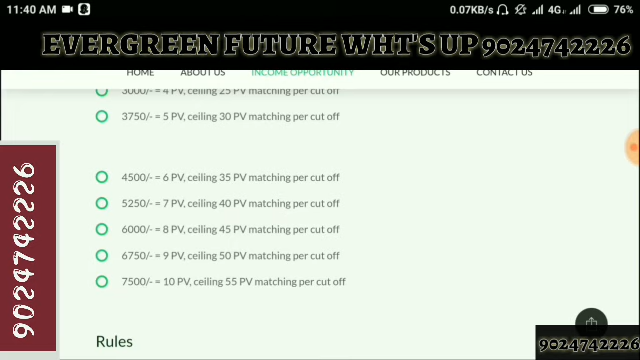 11:40 AM
0.07KB/s 4G 76%
EVERGREEN FUTURE WHT'S UP 9024742226
HOME ABOUT US INCOME OPPORTUNITY OUR PRODUCTS CONTACT US
3000/- = 4 PV, ceiling 25 PV matching per cut off
3750/- = 5 PV, ceiling 30 PV matching per cut off
4500/- = 6 PV, ceiling 35 PV matching per cut off
5250/- = 7 PV, ceiling 40 PV matching per cut off
6000/- = 8 PV, ceiling 45 PV matching per cut off
6750/- = 9 PV, ceiling 50 PV matching per cut off
7500/- = 10 PV, ceiling 55 PV matching per cut off
Rules
9024742226
9024742226